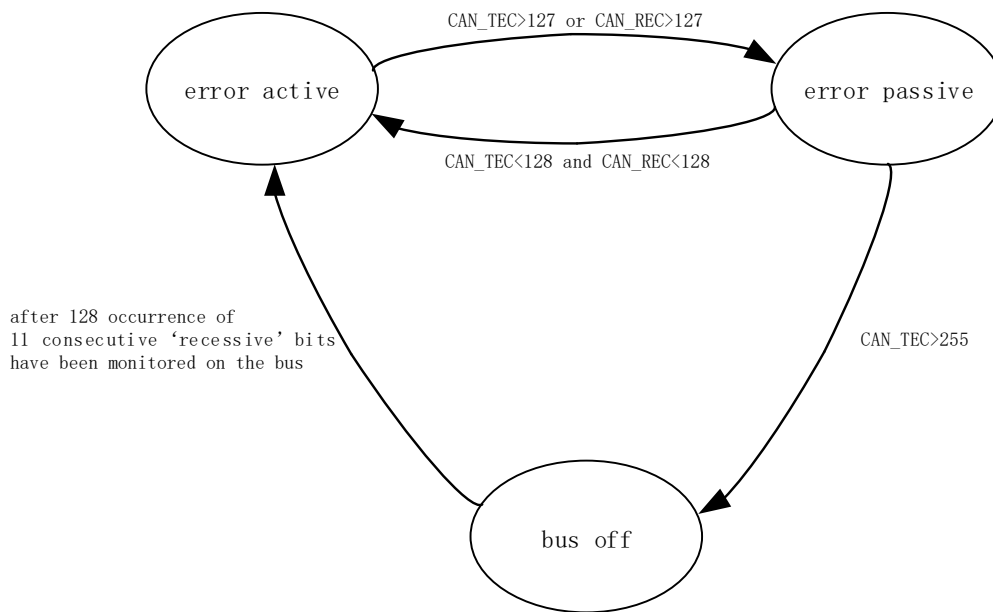 CAN_TEC>127 or CAN_REC>127
error active
error passive
CAN_TEC<128 and CAN_REC<128
after 128 occurrence of
11 consecutive ‘recessive’ bits
have been monitored on the bus
CAN_TEC>255
bus off